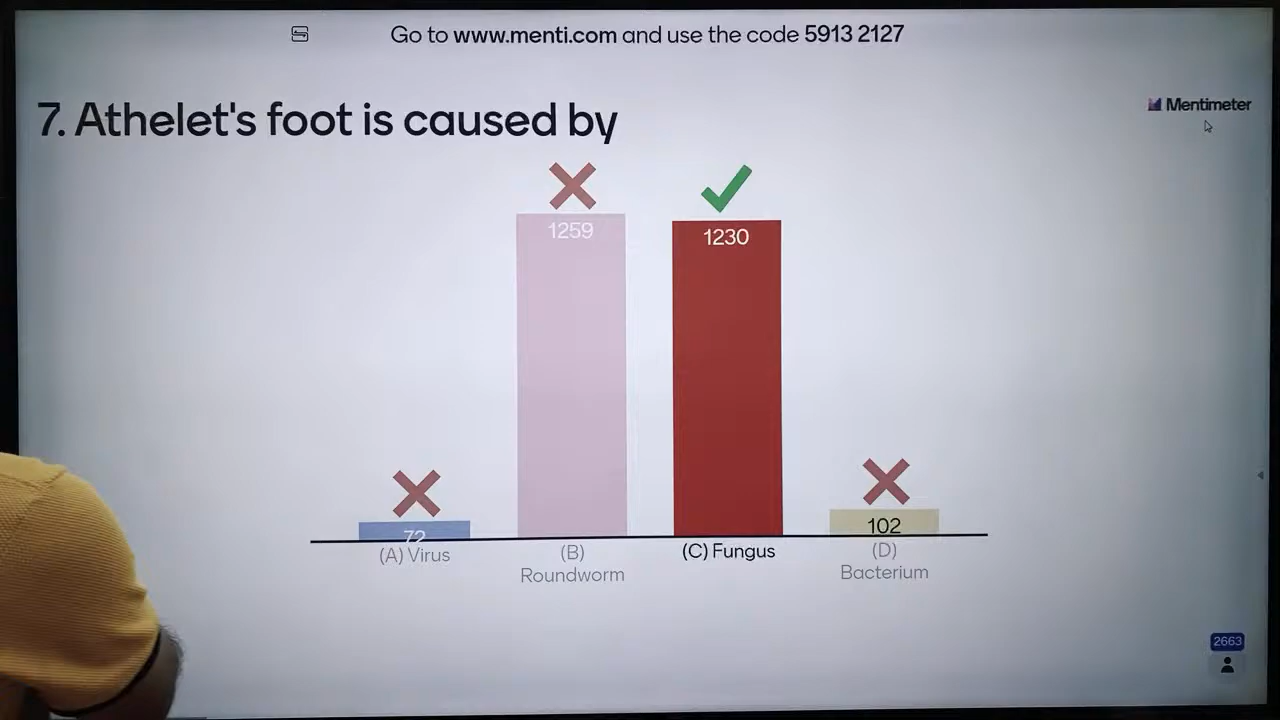 Go to www.menti.com and use the code 5913 2127
Mentimeter
7. Athelet's foot is caused by
1259
1230
72
102
(A) Virus
(B)
Roundworm
(C) Fungus
(D)
Bacterium
2663